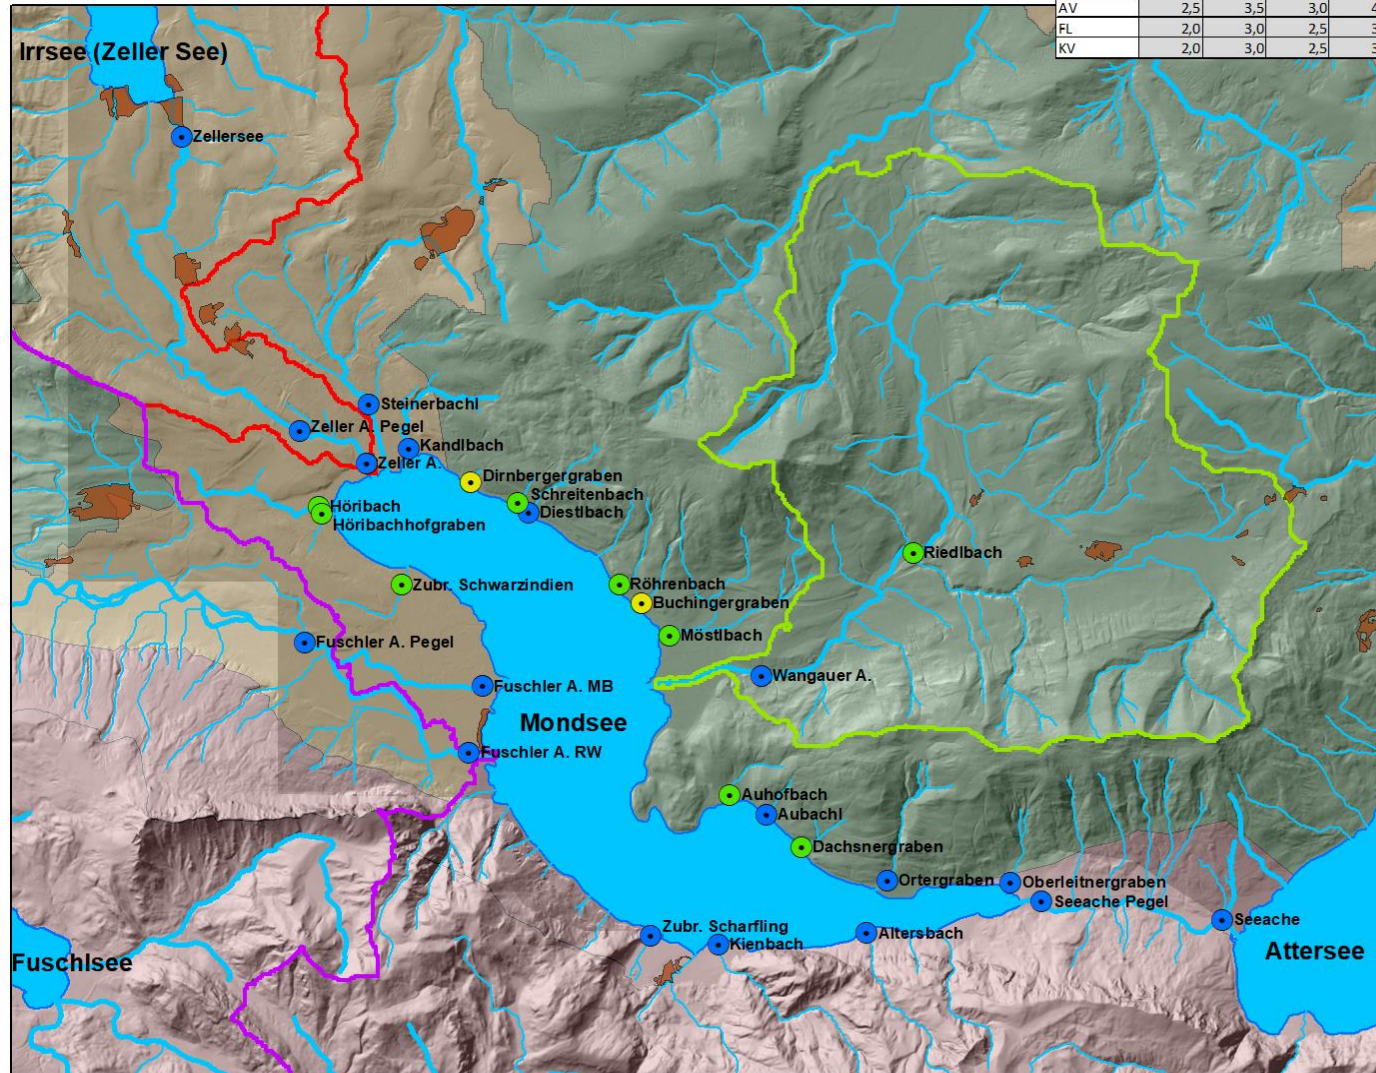 AV 2,5 3,5 3,0 4
FL 2,0 3,0 2,5 3
KV 2,0 3,0 2,5 3
Irrsee (Zeller See)
Zellersee
Steinerbachl
Zeller A. Pegel
Kandlbach
Zeller A.
Dirnbergergraben
Schreitenbach
Diestlbach
Höribach
Höribachhofgraben
Riedlbach
Zubr. Schwarzindien
Röhrenbach
Buchingergraben
Möstlbach
Fuschler A. Pegel
Wangauer A.
Fuschler A. MB
Mondsee
Fuschler A. RW
Auhofbach
Aubachl
Dachsnergraben
Ortergraben
Oberleitnergraben
Seeache Pegel
Seeache
Zubr. Scharfling
Kienbach
Altersbach
Attersee
Fuschlsee